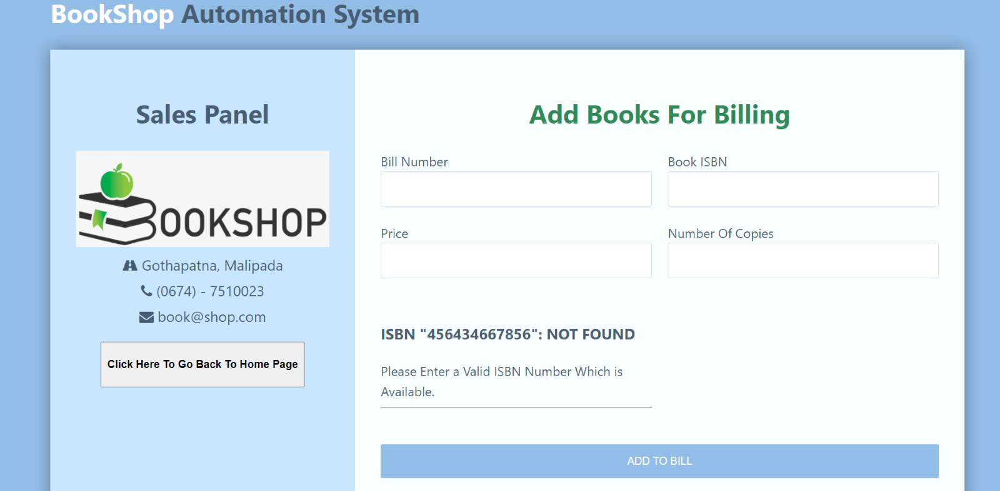 BookShop Automation System
Sales Panel
BOOKSHOP
Gothapatna, Malipada
(0674) - 7510023
book@shop.com
Click Here To Go Back To Home Page
Add Books For Billing
Bill Number
Book ISBN
Price
Number Of Copies
ISBN "456434667856": NOT FOUND
Please Enter a Valid ISBN Number Which is
Available.
ADD TO BILL